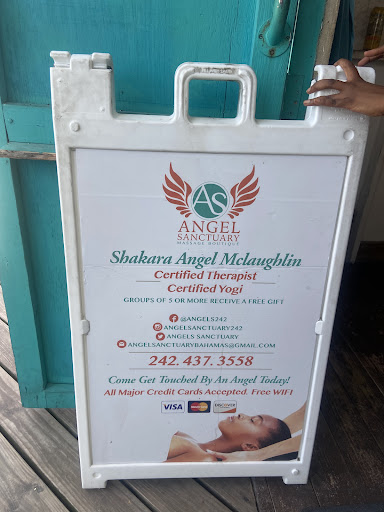 AS
ANGEL
SANCTUARY
MASSAGE BOUTIQUE
Shakara Angel Mclaughlin
Certified Therapist
Certified Yogi
GROUPS OF 5 OR MORE RECEIVE A FREE GIFT
@ANGELS242
ANGELSANCTUARY242
ANGELS SANCTUARY
ANGELSANCTUARYBAHAMAS@GMAIL.COM
242.437.3558
Come Get Touched By An Angel Today!
All Major Credit Cards Accepted. Free WIFI
VISA MasterCard DISCOVER